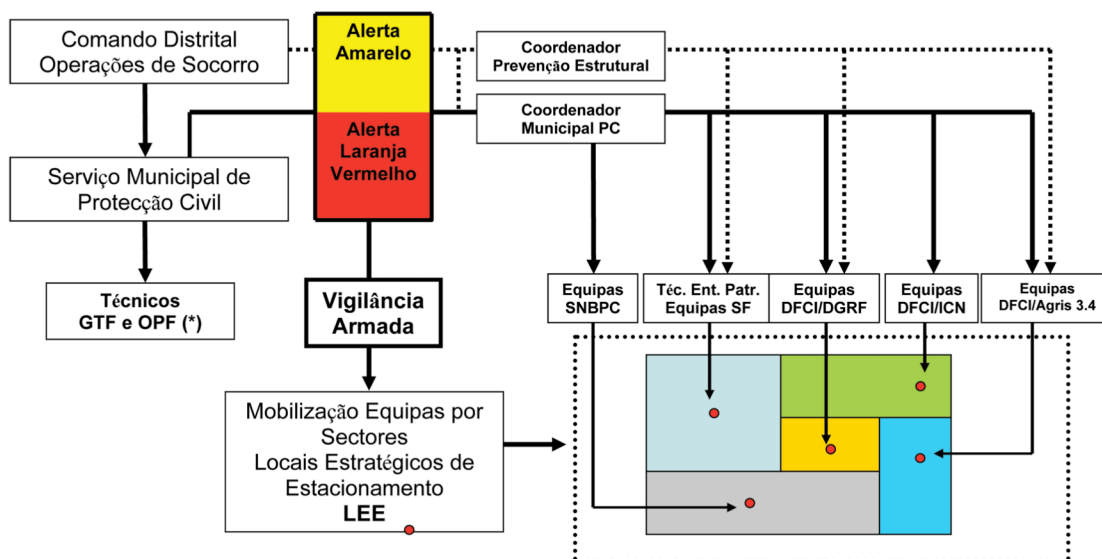 Comando Distrital
Operações de Socorro
Alerta
Amarelo
Coordenador
Prevenção Estrutural
Coordenador
Municipal PC
Alerta
Laranja
Vermelho
Serviço Municipal de
Protecção Civil
Técnicos
GTF e OPF (*)
Vigilância
Armada
Equipas
SNBPC
Téc. Ent. Patr.
Equipas SF
Equipas
DFCI/DGRF
Equipas
DFCI/ICN
Equipas
DFCI/Agris 3.4
Mobilização Equipas por
Sectores
Locais Estratégicos de
Estacionamento
LEE